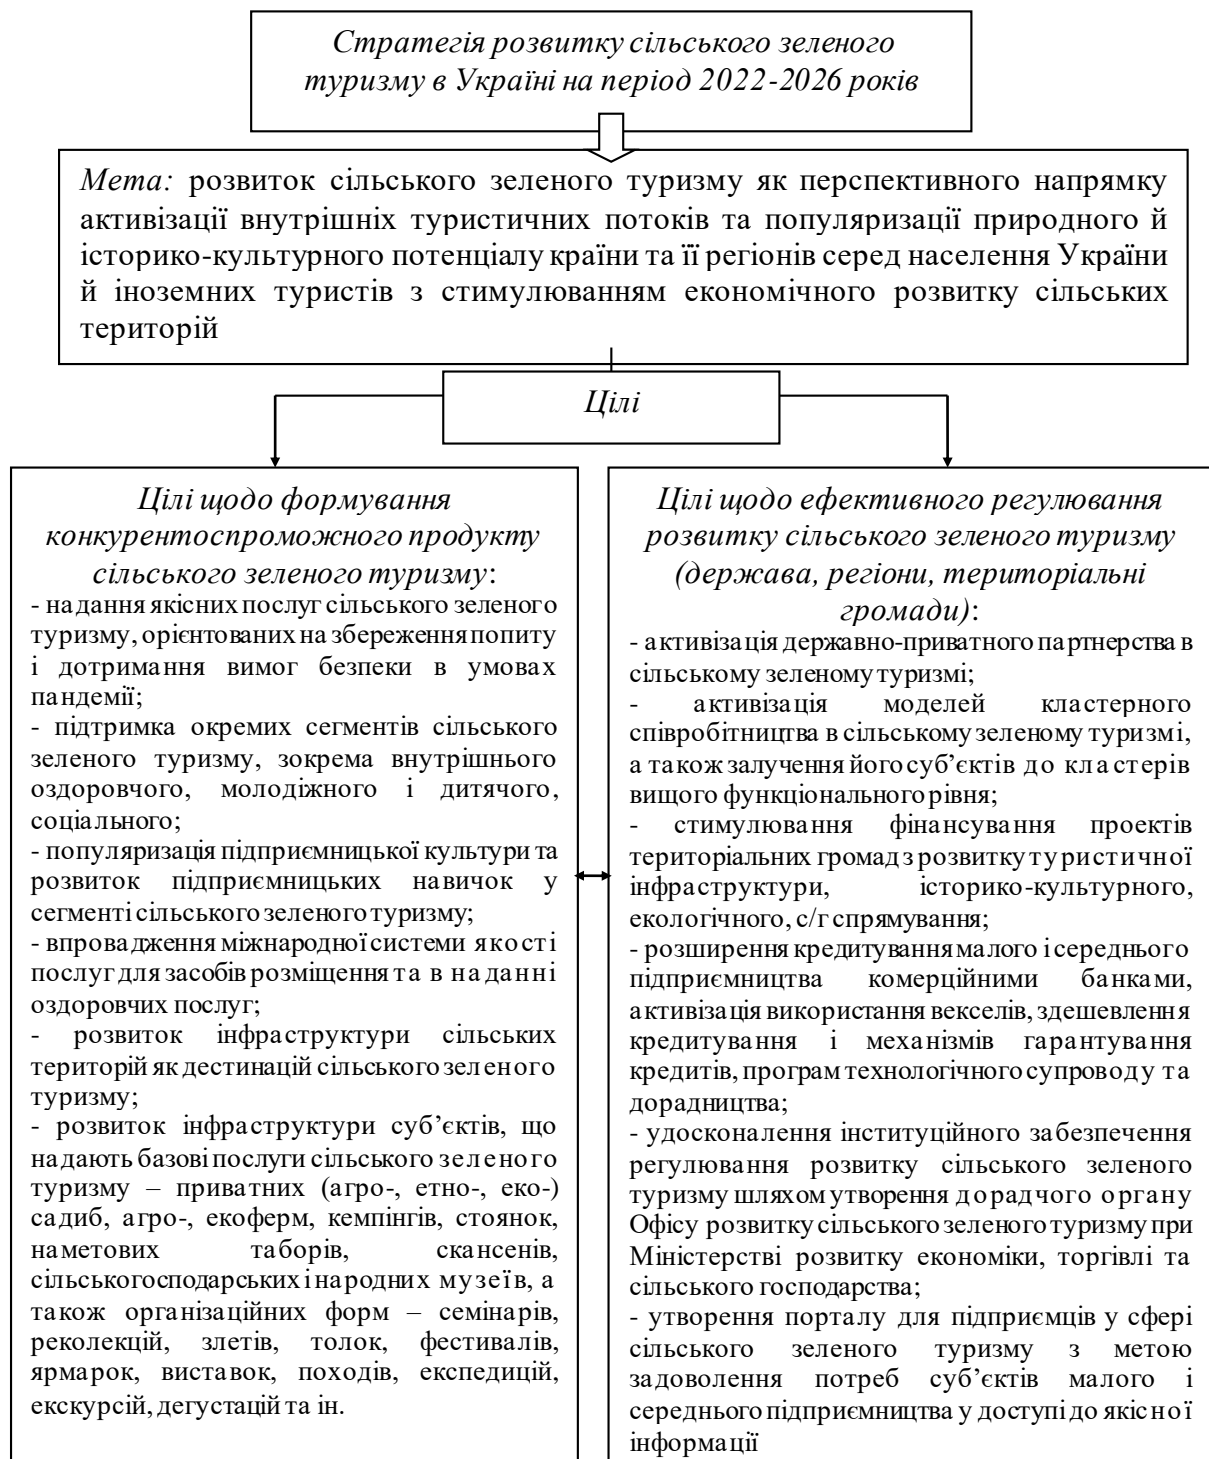 Стратегія розвитку сільського зеленого
туризму в Україні на період 2022-2026 років
Мета: розвиток сільського зеленого туризму як перспективного напрямку
активізації внутрішніх туристичних потоків та популяризації природного й
історико-культурного потенціалу країни та її регіонів серед населення України
й іноземних туристів з стимулюванням економічного розвитку сільських
територій
Цілі
Цілі щодо формування
конкурентоспроможного продукту
сільського зеленого туризму:
- надання якісних послуг сільського зеленого
туризму, орієнтованих на збереження попиту
і дотримання вимог безпеки в умовах
пандемії;
- підтримка окремих сегментів сільського
зеленого туризму, зокрема внутрішнього
оздоровчого, молодіжного і дитячого,
соціального;
- популяризація підприємницької культури та
розвиток підприємницьких навичок у
сегменті сільського зеленого туризму;
- впровадження міжнародної системи якості
послуг для засобів розміщення та в наданні
оздоровчих послуг;
- розвиток інфраструктури сільських
територій як дестинацій сільського зеленого
туризму;
- розвиток інфраструктури суб’єктів, що
надають базові послуги сільського зеленого
туризму – приватних (агро-, етно-, еко-)
садиб, агро-, екоферм, кемпінгів, стоянок,
наметових таборів, скансенів,
сільськогосподарських і народних музеїв, а
також організаційних форм – семінарів,
реколекцій, злетів, толок, фестивалів,
ярмарок, виставок, походів, експедицій,
екскурсій, дегустацій та ін.
Цілі щодо ефективного регулювання
розвитку сільського зеленого туризму
(держава, регіони, територіальні
громади):
- активізація державно-приватного партнерства в
сільському зеленому туризмі;
- активізація моделей кластерного
співробітництва в сільському зеленому туризмі,
а також залучення його суб’єктів до кластерів
вищого функціонального рівня;
- стимулювання фінансування проектів
територіальних громад з розвитку туристичної
інфраструктури, історико-культурного,
екологічного, с/г спрямування;
- розширення кредитування малого і середнього
підприємництва комерційними банками,
активізація використання векселів, здешевлення
кредитування і механізмів гарантування
кредитів, програм технологічного супроводу та
дорадництва;
- удосконалення інституційного забезпечення
регулювання розвитку сільського зеленого
туризму шляхом утворення дорадчого органу
Офісу розвитку сільського зеленого туризму при
Міністерстві розвитку економіки, торгівлі та
сільського господарства;
- утворення порталу для підприємців у сфері
сільського зеленого туризму з метою
задоволення потреб суб’єктів малого і
середнього підприємництва у доступі до якісної
інформації